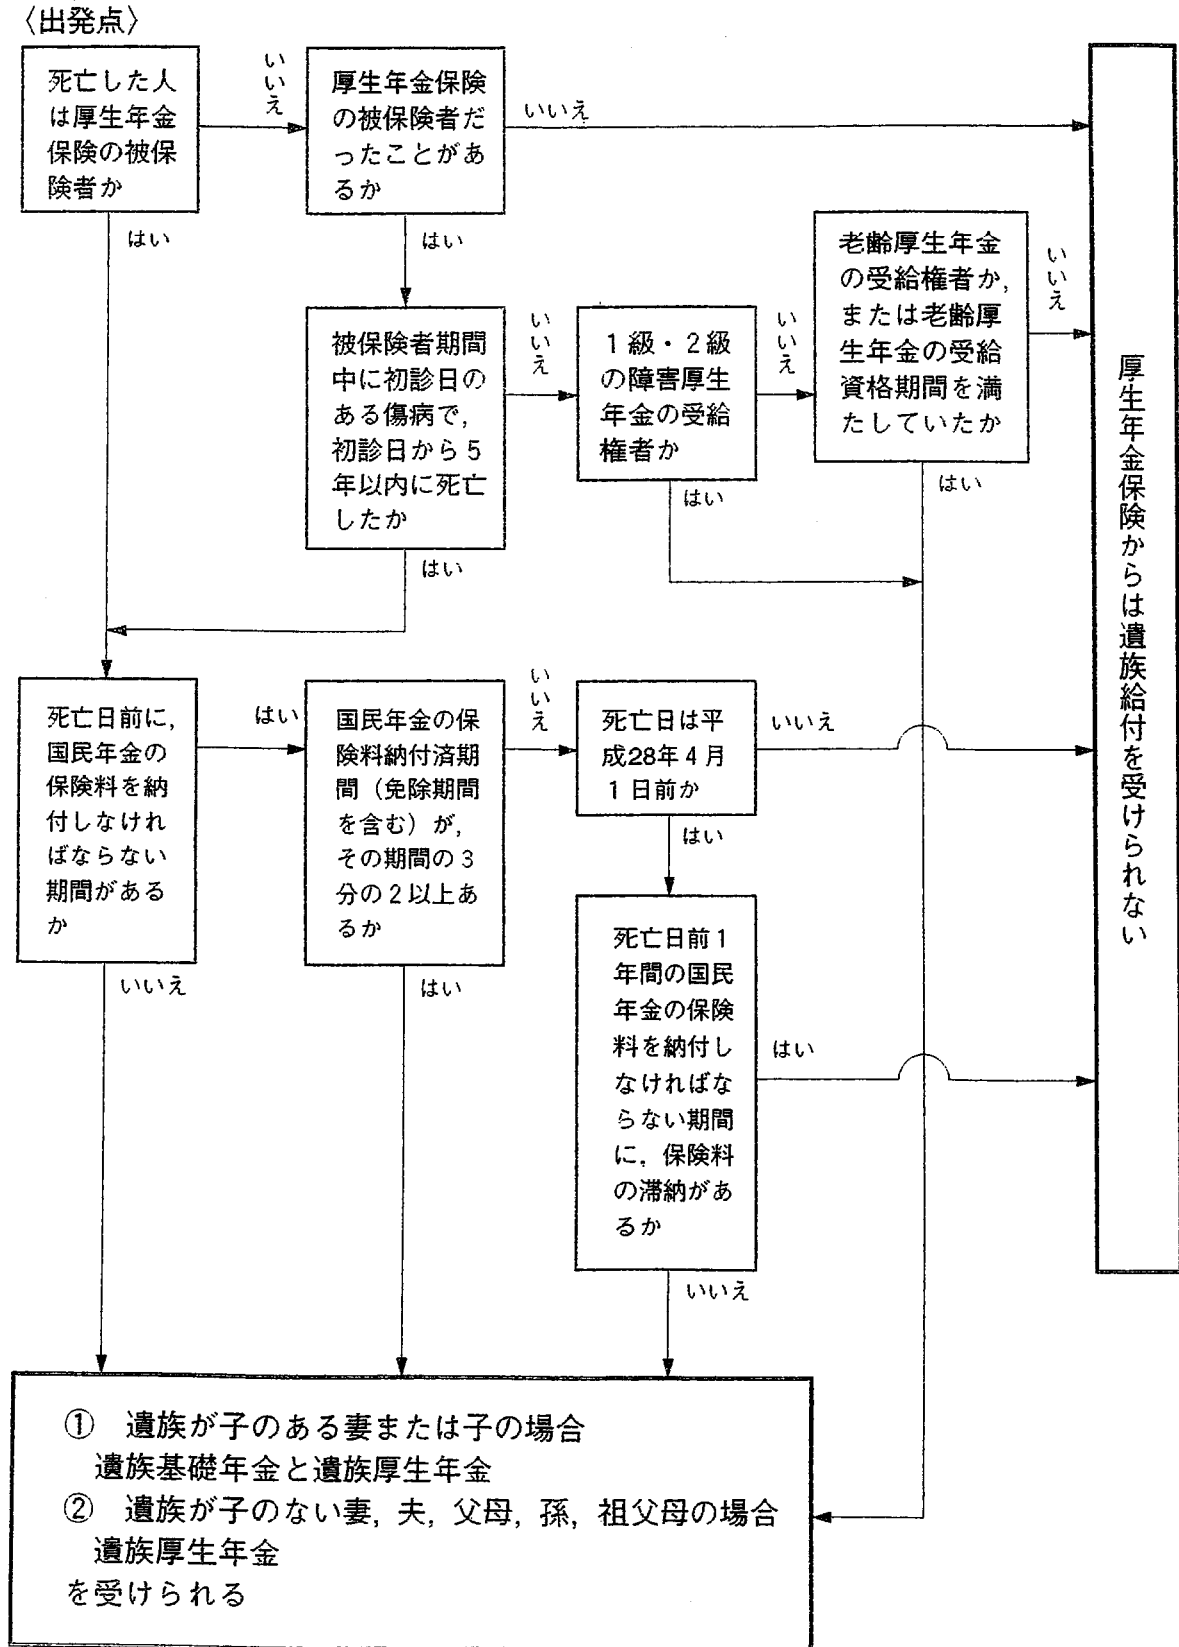 〈出発点〉
死亡した人
は厚生年金
保険の被保
険者か
いいえ
厚生年金保険
の被保険者だ
ったことがあ
るか
いいえ
はい
はい
老齢厚生年金
の受給権者か,
または老齢厚
生年金の受給
資格期間を満
たしていたか
いいえ
被保険者期間
中に初診日の
ある傷病で,
初診日から5
年以内に死亡
したか
いいえ
1級・2級
の障害厚生
年金の受給
権者か
いいえ
はい
はい
はい
厚生年金保険からは遺族給付を受けられない
死亡日前に,
国民年金の
保険料を納
付しなけれ
ばならない
期間がある
か
はい
国民年金の保
険料納付済期
間（免除期間
を含む）が,
その期間の3
分の2以上あ
るか
いいえ
死亡日は平
成28年4月
1日前か
いいえ
はい
いいえ
はい
死亡日前1
年間の国民
年金の保険
料を納付し
なければな
らない期間
に, 保険料
の滞納があ
るか
はい
いいえ
① 遺族が子のある妻または子の場合
遺族基礎年金と遺族厚生年金
② 遺族が子のない妻, 夫, 父母, 孫, 祖父母の場合
遺族厚生年金
を受けられる